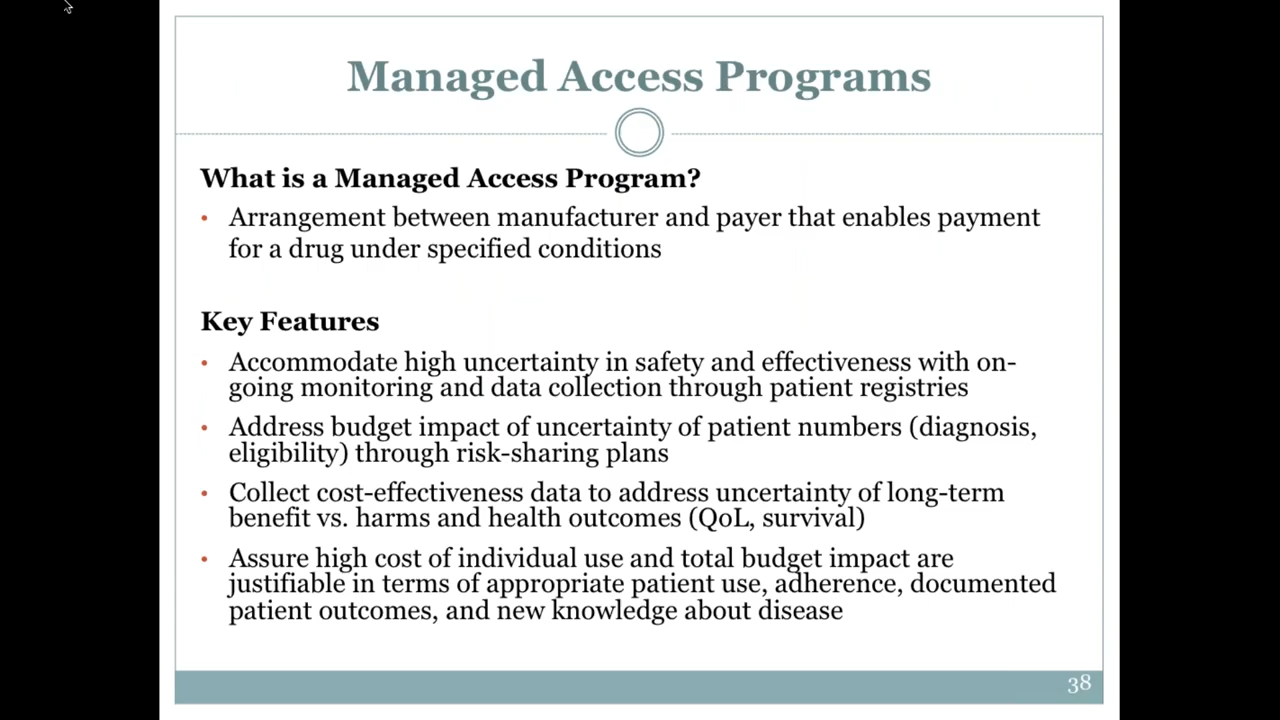 Managed Access Programs
What is a Managed Access Program?
• Arrangement between manufacturer and payer that enables payment
for a drug under specified conditions
Key Features
• Accommodate high uncertainty in safety and effectiveness with on-
going monitoring and data collection through patient registries
• Address budget impact of uncertainty of patient numbers (diagnosis,
eligibility) through risk-sharing plans
• Collect cost-effectiveness data to address uncertainty of long-term
benefit vs. harms and health outcomes (QoL, survival)
• Assure high cost of individual use and total budget impact are
justifiable in terms of appropriate patient use, adherence, documented
patient outcomes, and new knowledge about disease
38